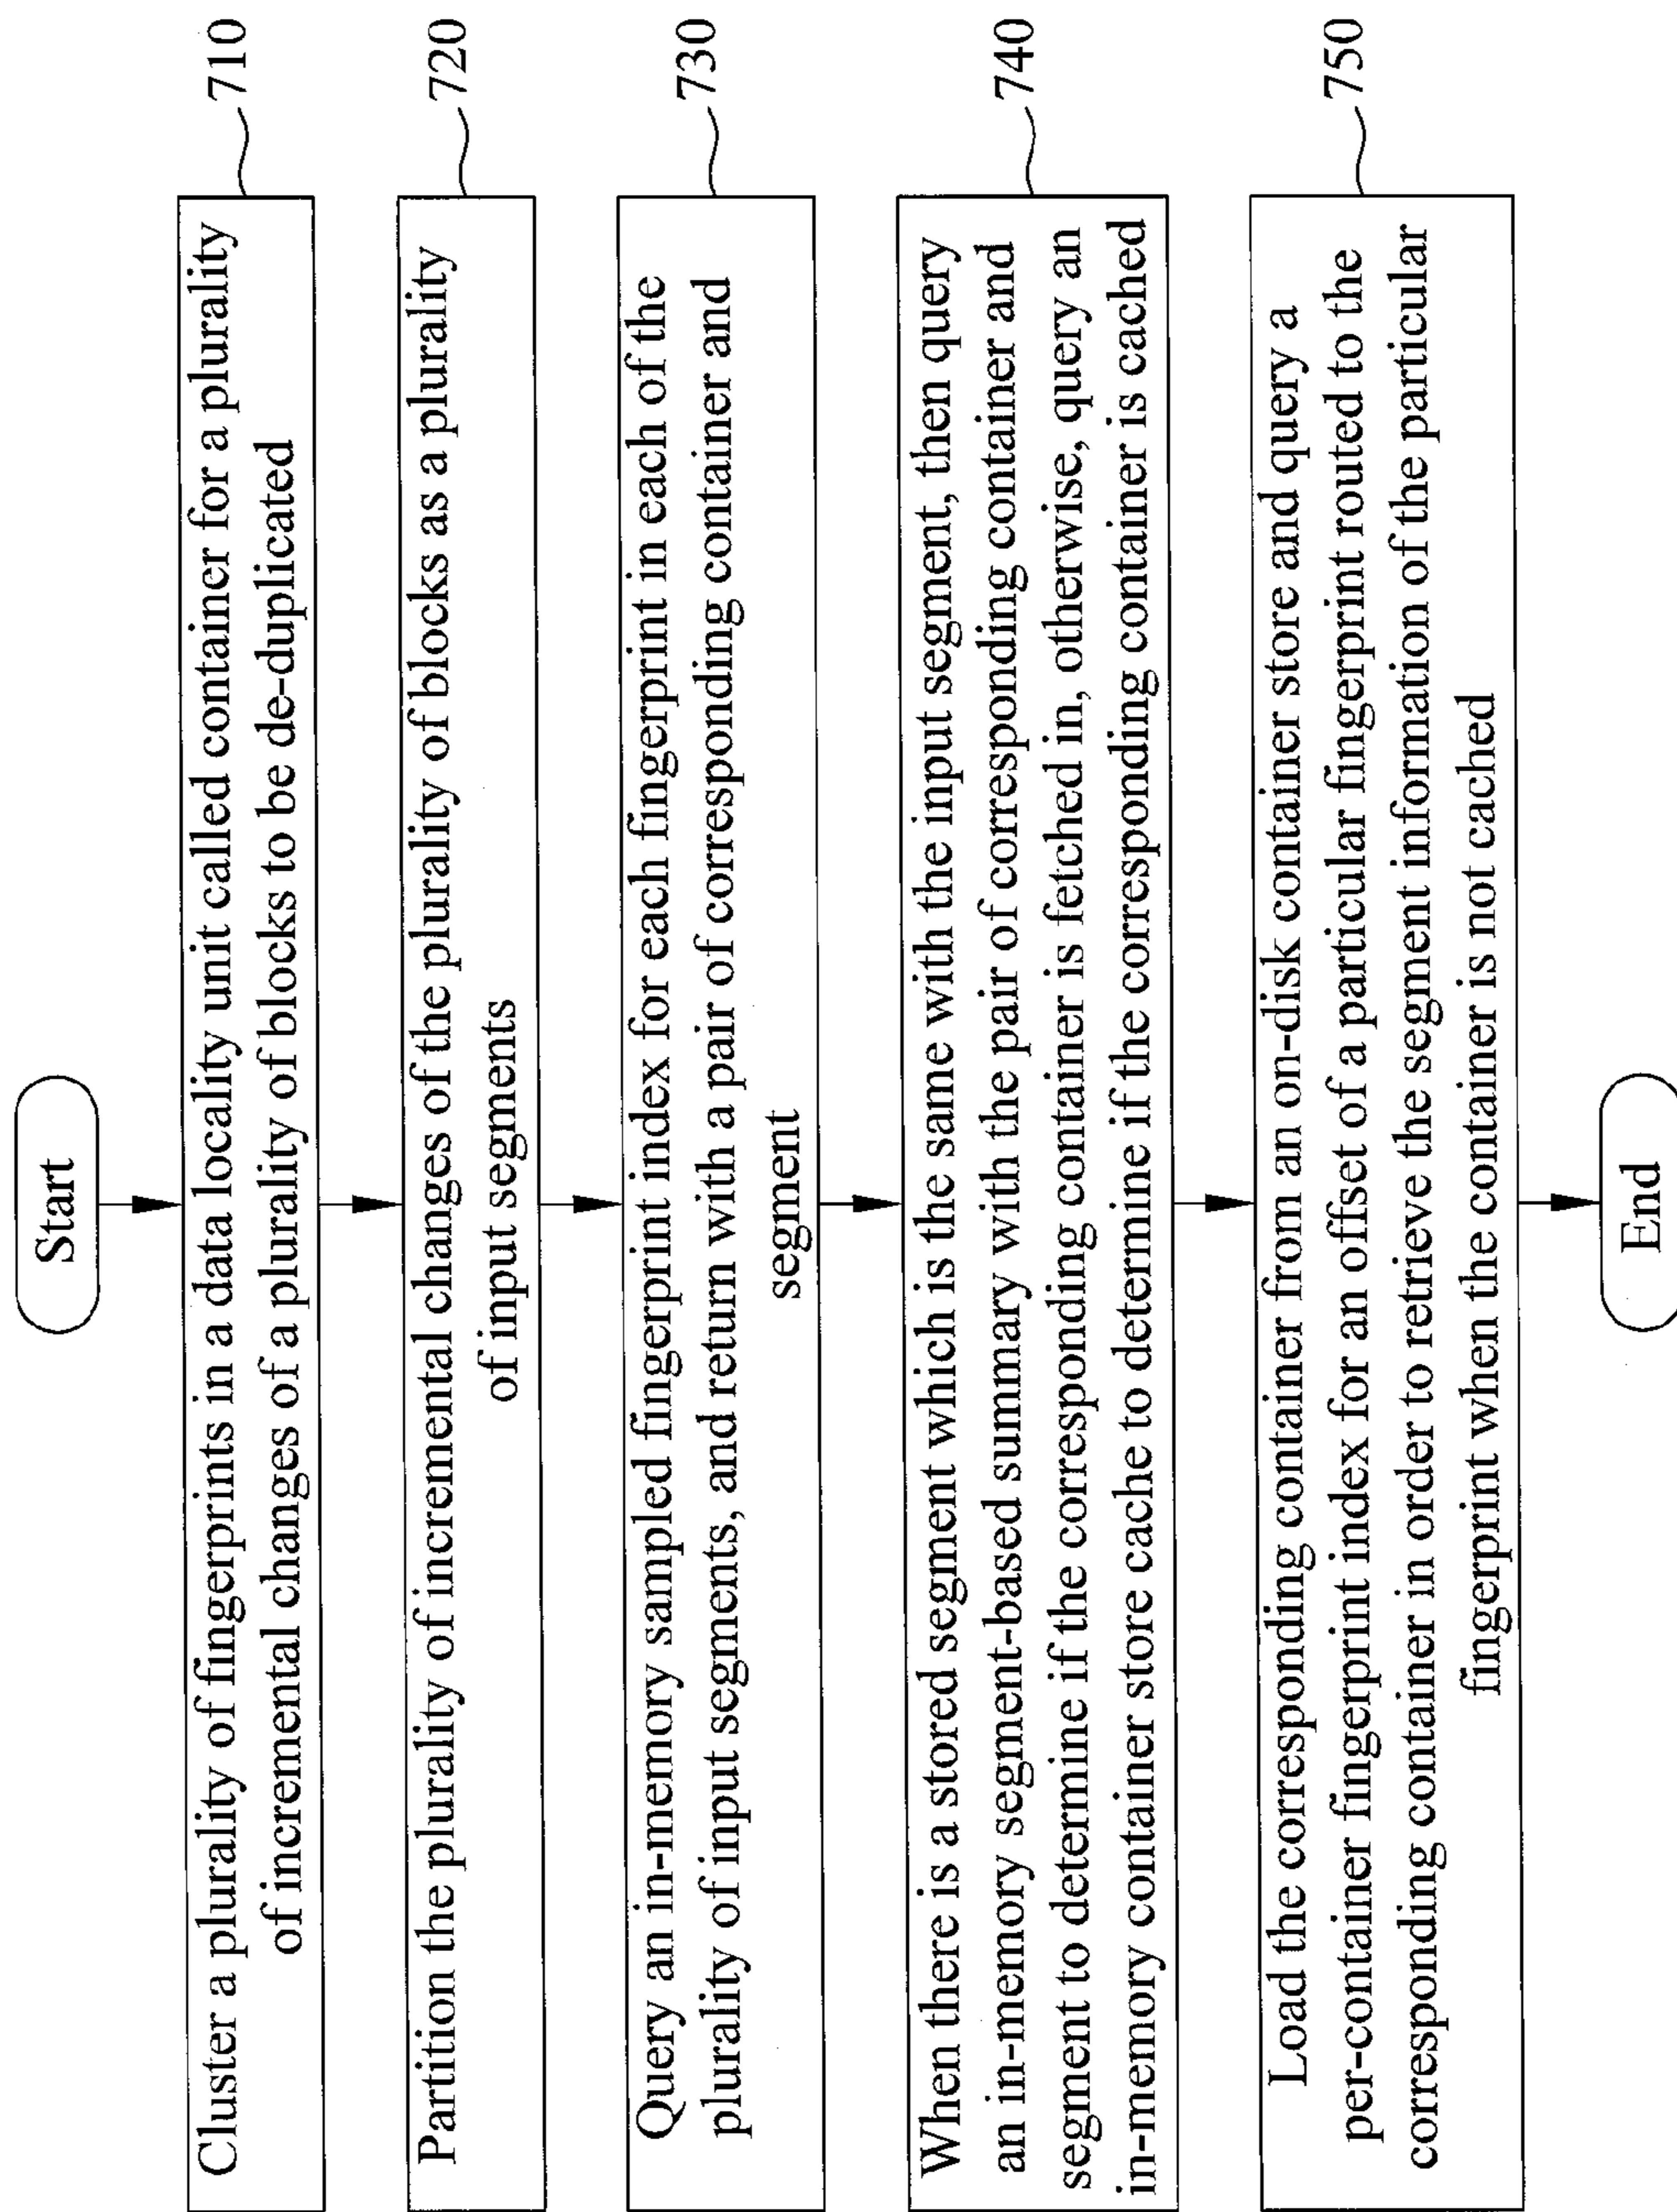 Start
Cluster a plurality of fingerprints in a data locality unit called container for a plurality
of incremental changes of a plurality of blocks to be de-duplicated
710
Partition the plurality of incremental changes of the plurality of blocks as a plurality
of input segments
720
Query an in-memory sampled fingerprint index for each fingerprint in each of the
plurality of input segments, and return with a pair of corresponding container and
segment
730
When there is a stored segment which is the same with the input segment, then query
an in-memory segment-based summary with the pair of corresponding container and
segment to determine if the corresponding container is fetched in, otherwise, query an
in-memory container store cache to determine if the corresponding container is cached
740
Load the corresponding container from an on-disk container store and query a
per-container fingerprint index for an offset of a particular fingerprint routed to the
corresponding container in order to retrieve the segment information of the particular
fingerprint when the container is not cached
750
End